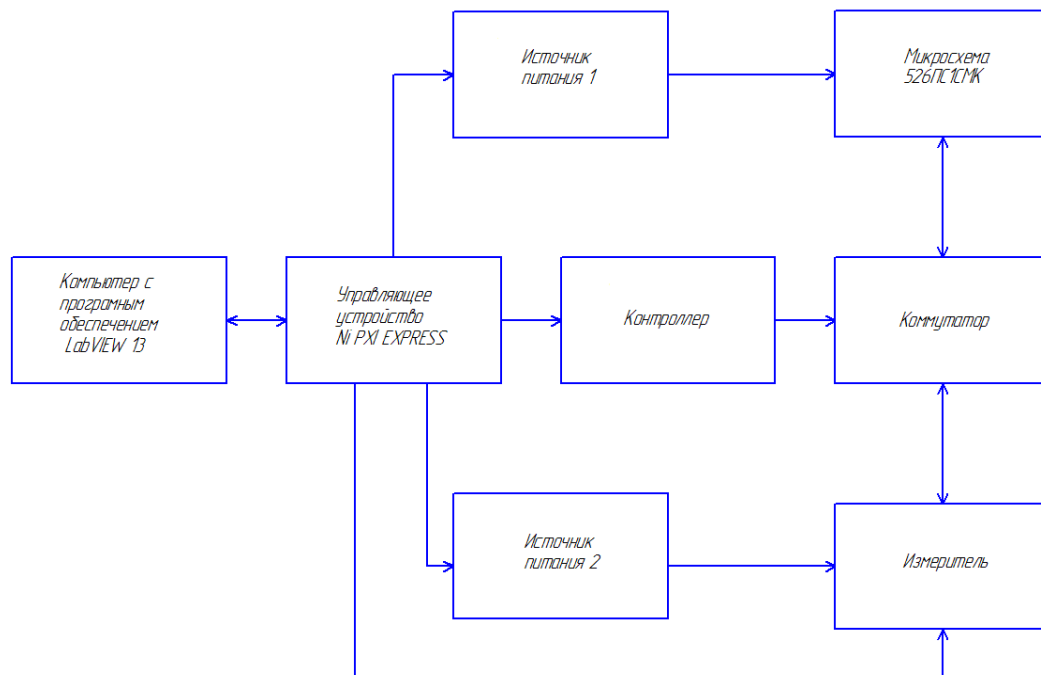 Источник
питания 1
Микросхема
526ПС1СМК
Компьютер с
програмным
обеспечением
LabVIEW 13
Управляющее
устройство
Ni PXI EXPRESS
Контроллер
Коммутатор
Источник
питания 2
Измеритель